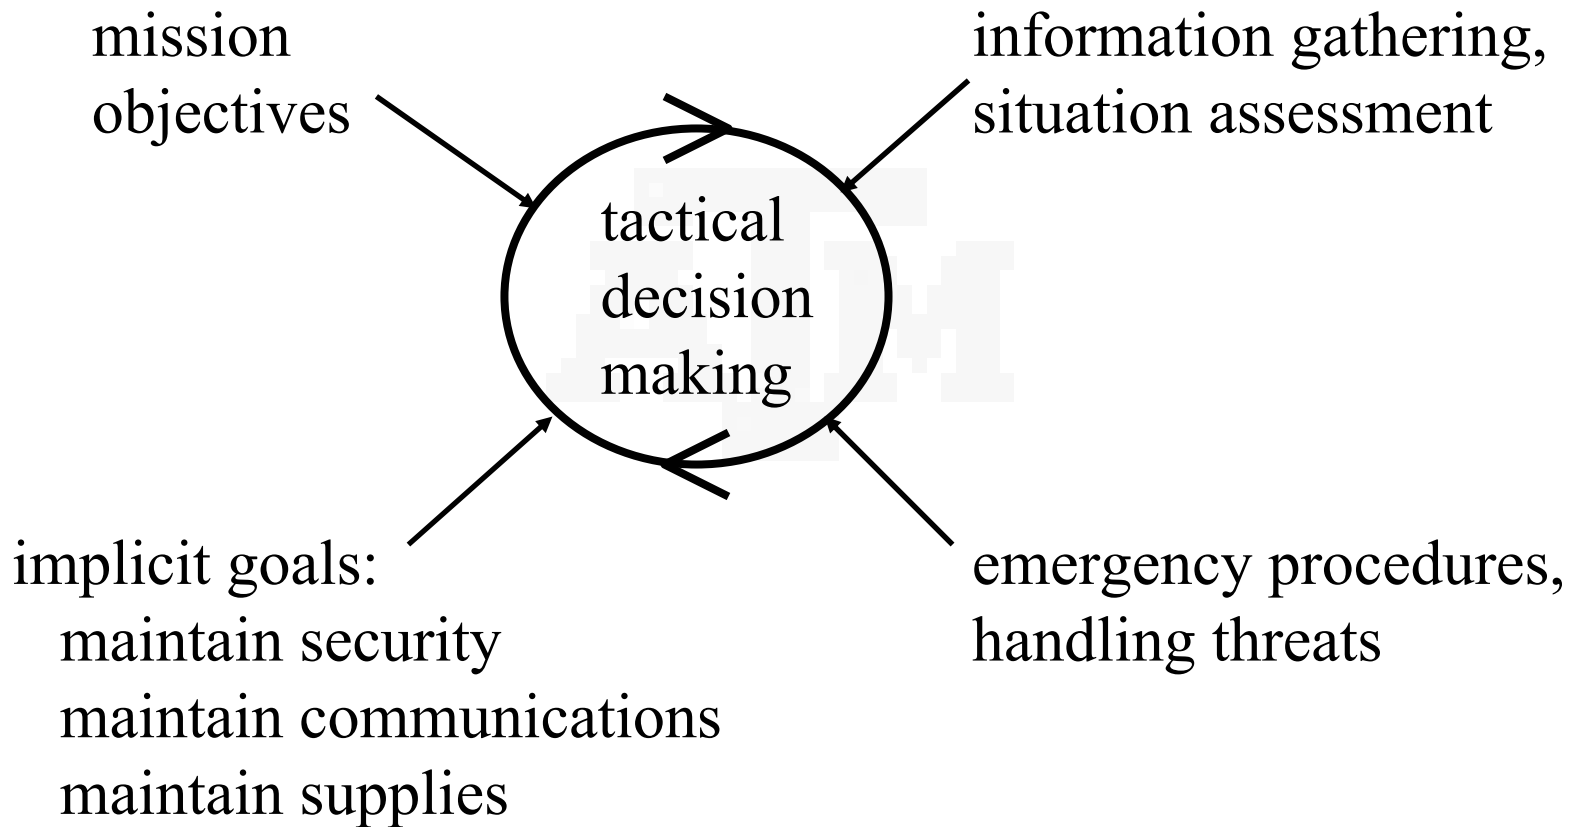 mission
objectives
information gathering,
situation assessment
tactical
decision
making
implicit goals:
maintain security
maintain communications
maintain supplies
emergency procedures,
handling threats